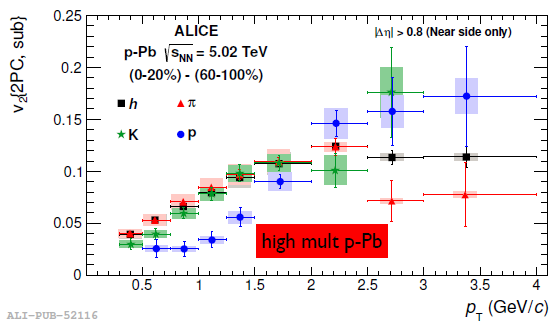 ALICE
|Δη| > 0.8 (Near side only)
p-Pb √sNN = 5.02 TeV
(0-20%) - (60-100%)
h
π
K
p
v2{2PC, sub}
0.25
0.2
0.15
0.1
0.05
0
high mult p-Pb
0.5 1 1.5 2 2.5 3 3.5 4
pT (GeV/c)
ALI-PUB-52116